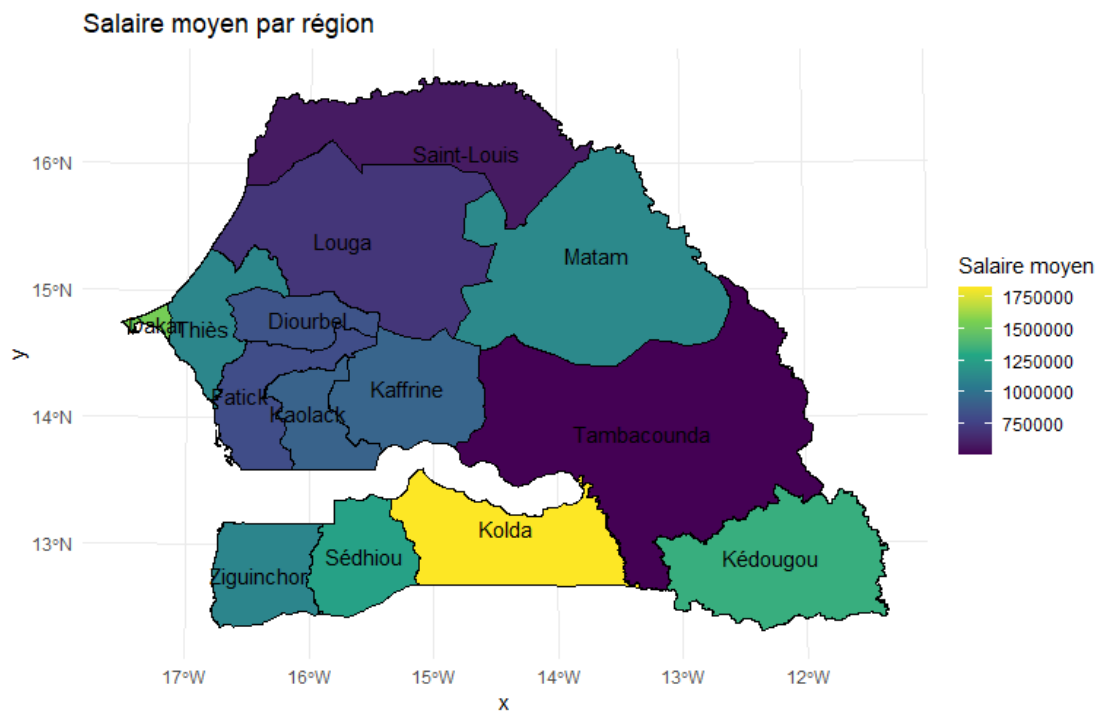 Salaire moyen par région
16°N
15°N
14°N
13°N
y
Saint-Louis
Louga
Matam
Dakar
Thiès
Diourbel
Fatick
Kaolack
Kaffrine
Tambacounda
Kolda
Kédougou
Sédhiou
Ziguinchor
17°W
16°W
15°W
14°W
13°W
12°W
x
Salaire moyen
1750000
1500000
1250000
1000000
750000